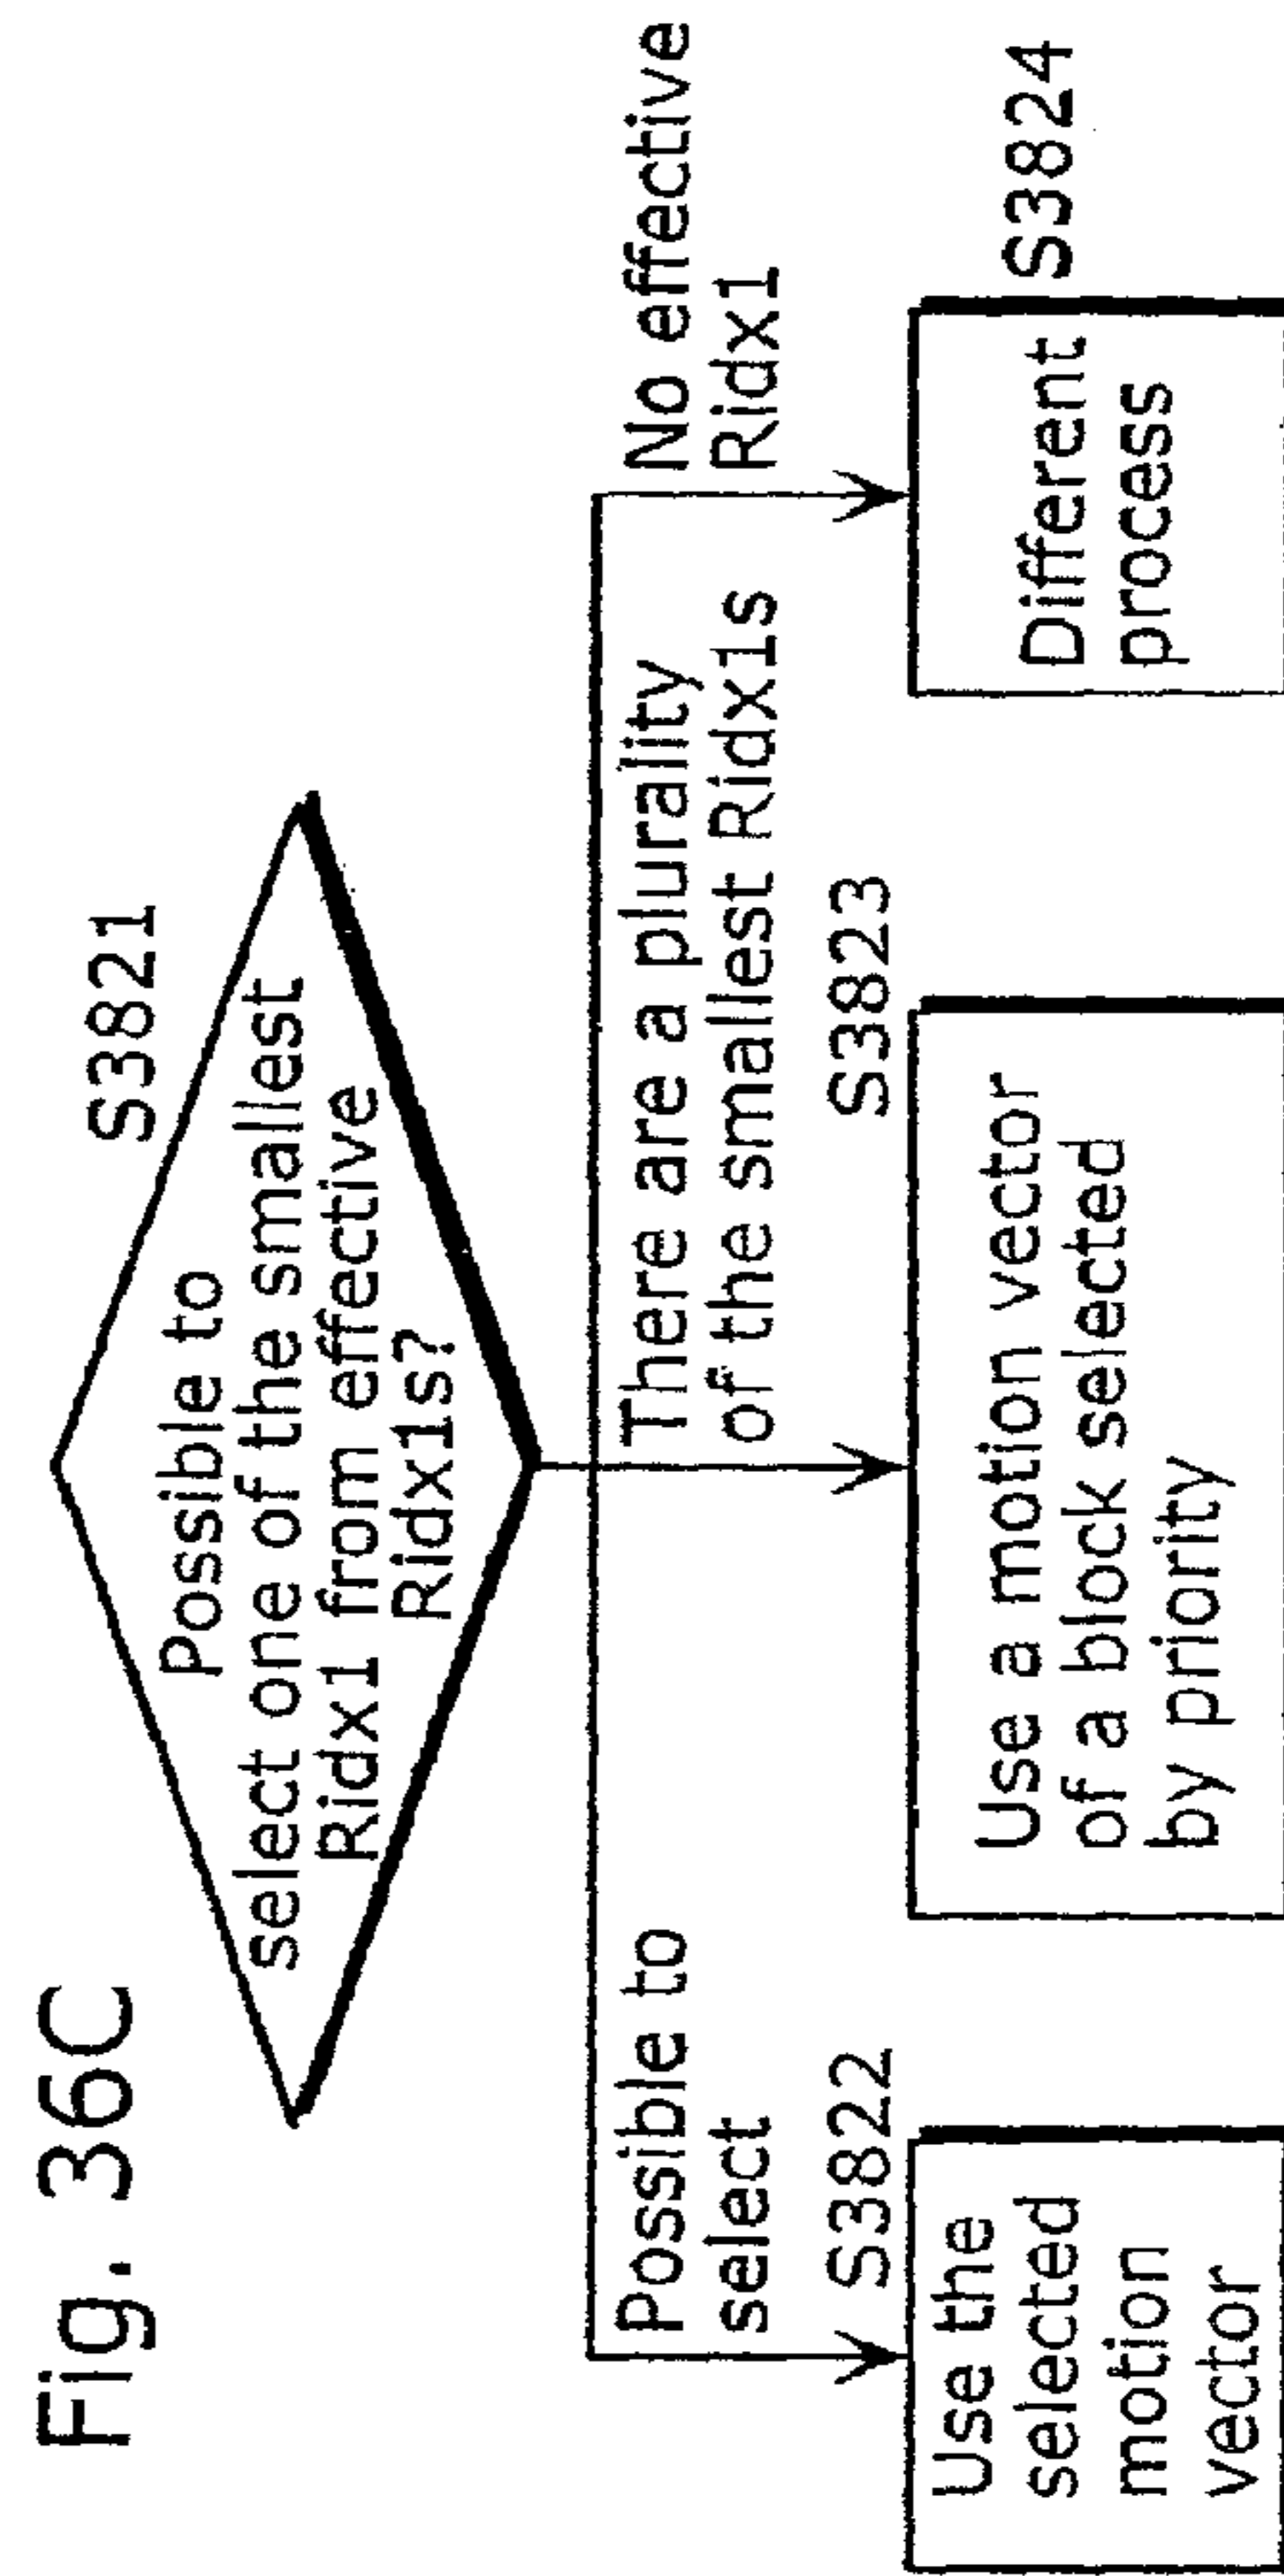 Fig. 36C
S3821
Possible to
select one of the smallest
Ridx1 from effective
Ridx1s?
Possible to
select
There are a plurality
of the smallest Ridx1s
No effective
Ridx1
S3822
Use the
selected
motion
vector
S3823
Use a motion vector
of a block selected
by priority
S3824
Different
process